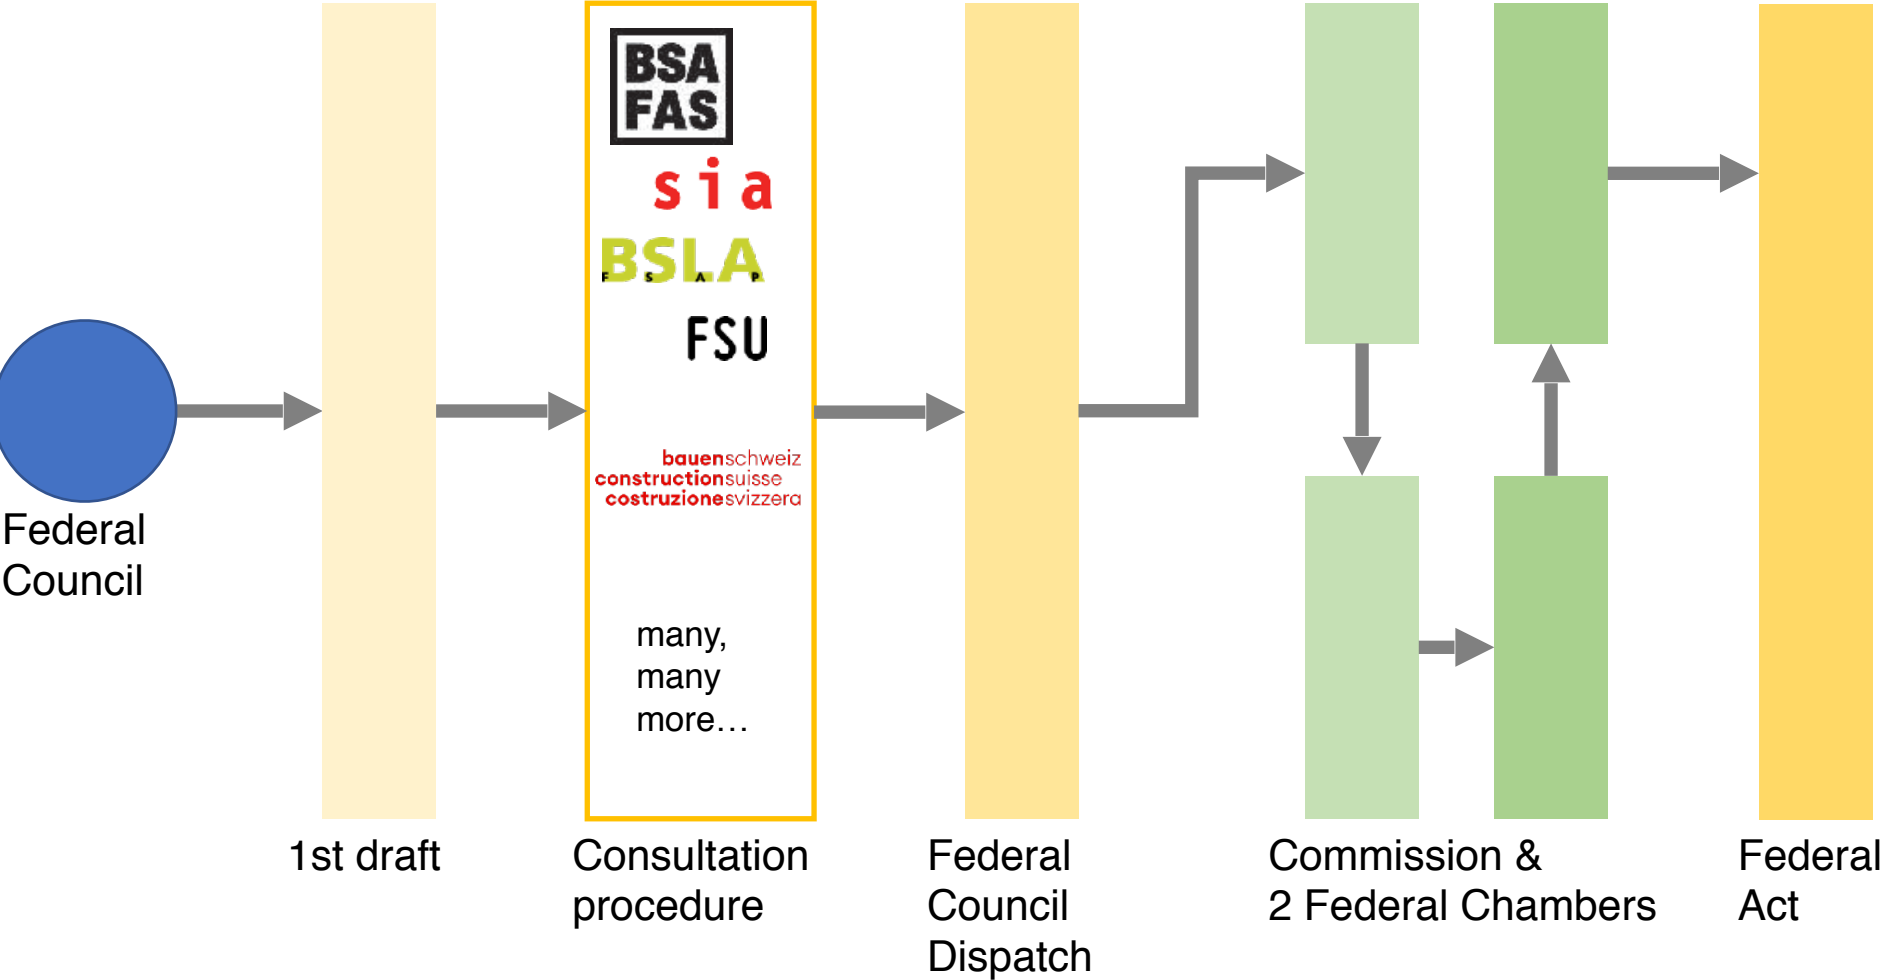 BSA
FAS
sia
BSLA
F S A P
FSU
bauenschweiz
constructionsuisse
costruzionesvizzera
many,
many
more…
Federal
Council
1st draft
Consultation
procedure
Federal
Council
Dispatch
Commission &
2 Federal Chambers
Federal
Act